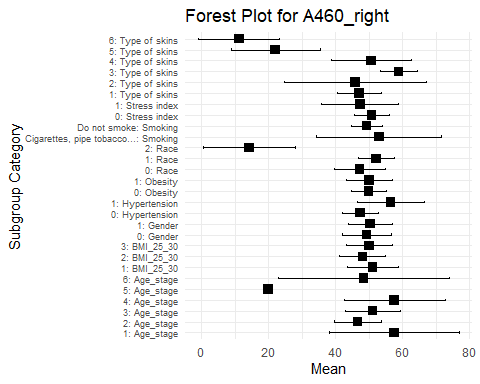 Forest Plot for A460_right
Subgroup Category
6: Type of skins
5: Type of skins
4: Type of skins
3: Type of skins
2: Type of skins
1: Type of skins
1: Stress index
0: Stress index
Do not smoke: Smoking
Cigarettes, pipe tobacco...: Smoking
2: Race
1: Race
0: Race
1: Obesity
0: Obesity
1: Hypertension
0: Hypertension
1: Gender
0: Gender
3: BMI_25_30
2: BMI_25_30
1: BMI_25_30
6: Age_stage
5: Age_stage
4: Age_stage
3: Age_stage
2: Age_stage
1: Age_stage
0 20 40 60 80
Mean